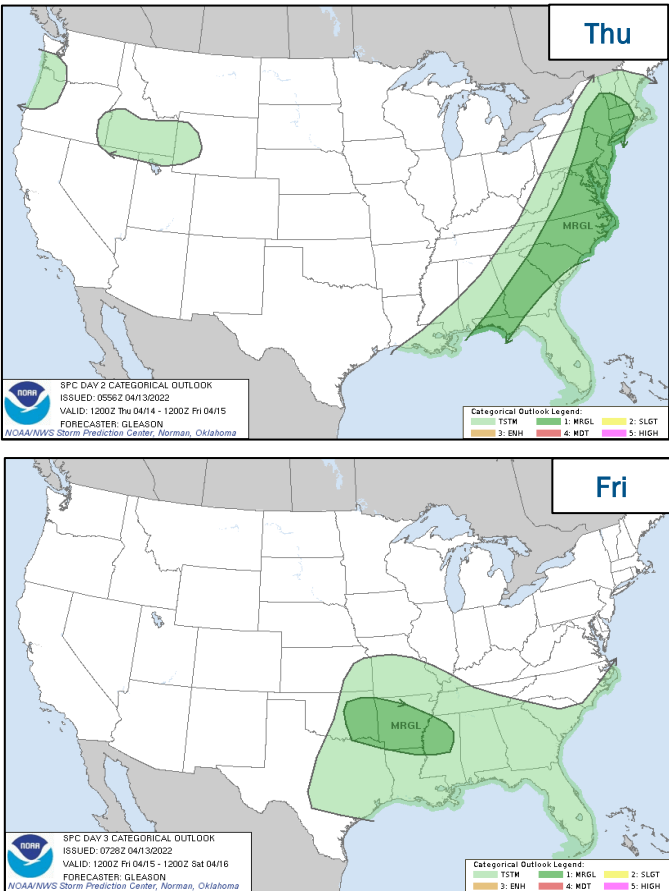 Thu
MRGL
NOAA
SPC DAY 2 CATEGORICAL OUTLOOK
ISSUED: 0556Z 04/13/2022
VALID: 1200Z Thu 04/14 - 1200Z Fri 04/15
FORECASTER: GLEASON
NOAA/NWS Storm Prediction Center, Norman, Oklahoma
Categorical Outlook Legend:
TSTM 1: MRGL 2: SLGT
3: ENH 4: MDT 5: HIGH
Fri
MRGL
NOAA
SPC DAY 3 CATEGORICAL OUTLOOK
ISSUED: 0728Z 04/13/2022
VALID: 1200Z Fri 04/15 - 1200Z Sat 04/16
FORECASTER: GLEASON
NOAA/NWS Storm Prediction Center, Norman, Oklahoma
Categorical Outlook Legend:
TSTM 1: MRGL 2: SLGT
3: ENH 4: MDT 5: HIGH